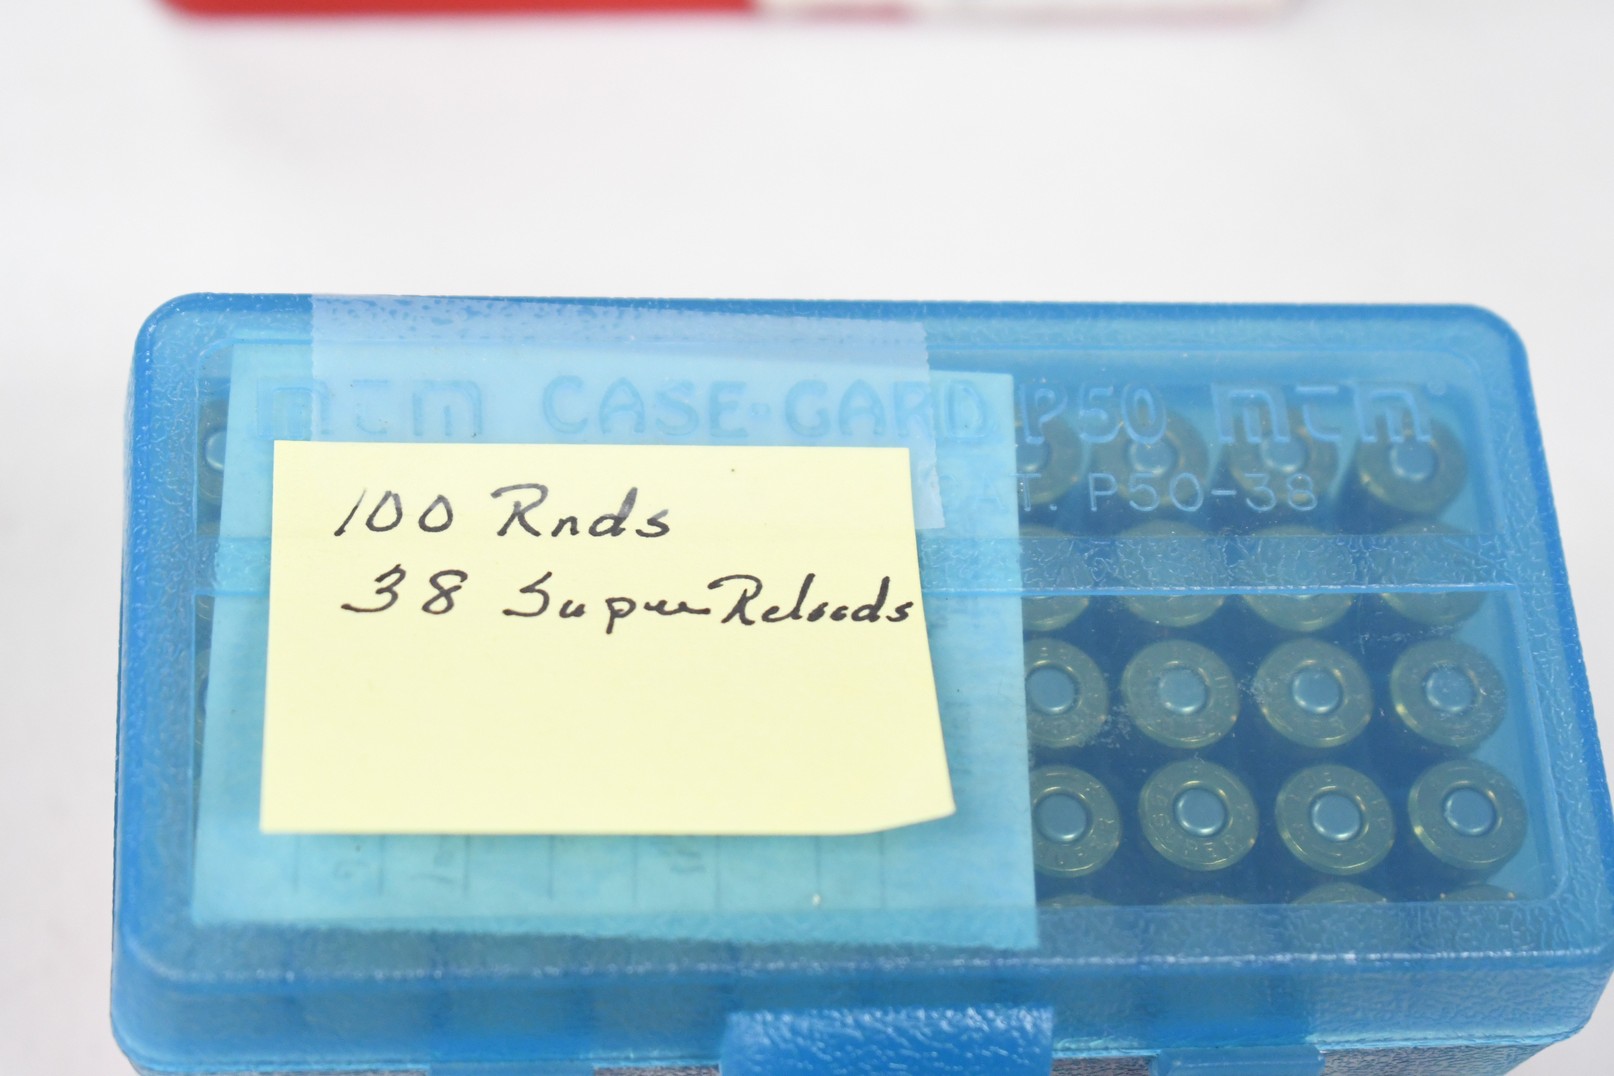 mtm CASE-GARD P50 mtm
T. P50-38
100 Rnds
38 Super Reloads